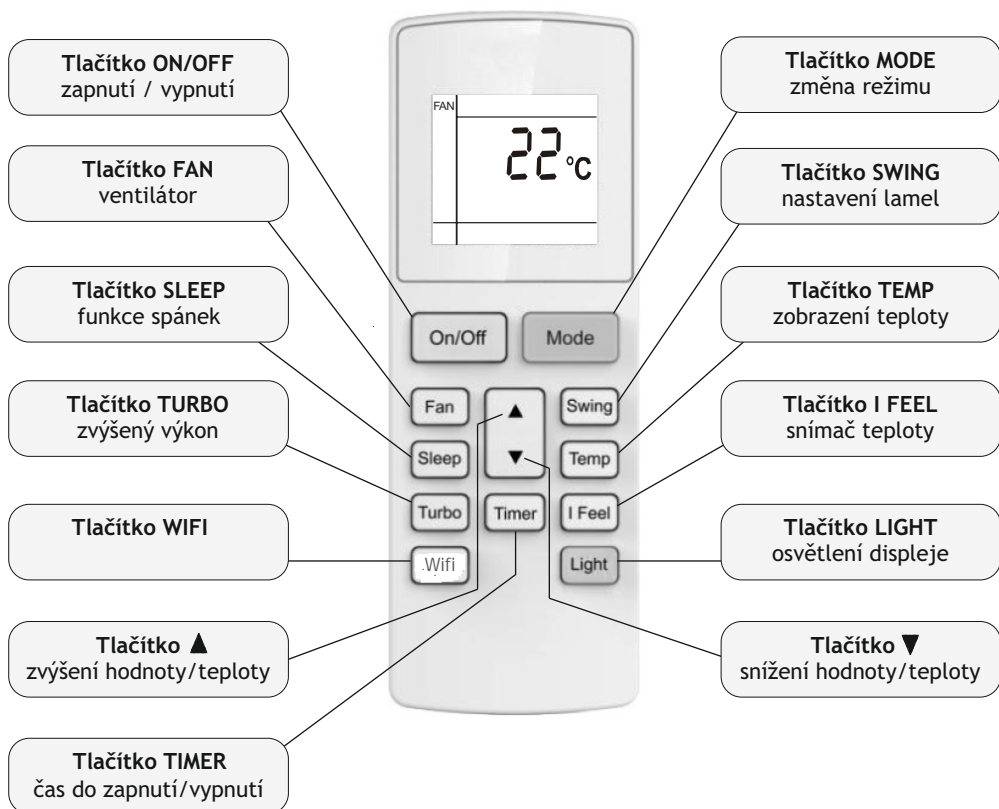 Tlačítko ON/OFF
zapnutí / vypnutí
Tlačítko FAN
ventilátor
Tlačítko SLEEP
funkce spánek
Tlačítko TURBO
zvýšený výkon
Tlačítko WIFI
Tlačítko ▲
zvýšení hodnoty/teploty
Tlačítko TIMER
čas do zapnutí/vypnutí
FAN
22 °C
On/Off Mode
Fan ▲ Swing
Sleep ▼ Temp
Turbo Timer I Feel
Wifi Light
Tlačítko MODE
změna režimu
Tlačítko SWING
nastavení lamel
Tlačítko TEMP
zobrazení teploty
Tlačítko I FEEL
snímač teploty
Tlačítko LIGHT
osvětlení displeje
Tlačítko ▼
snížení hodnoty/teploty